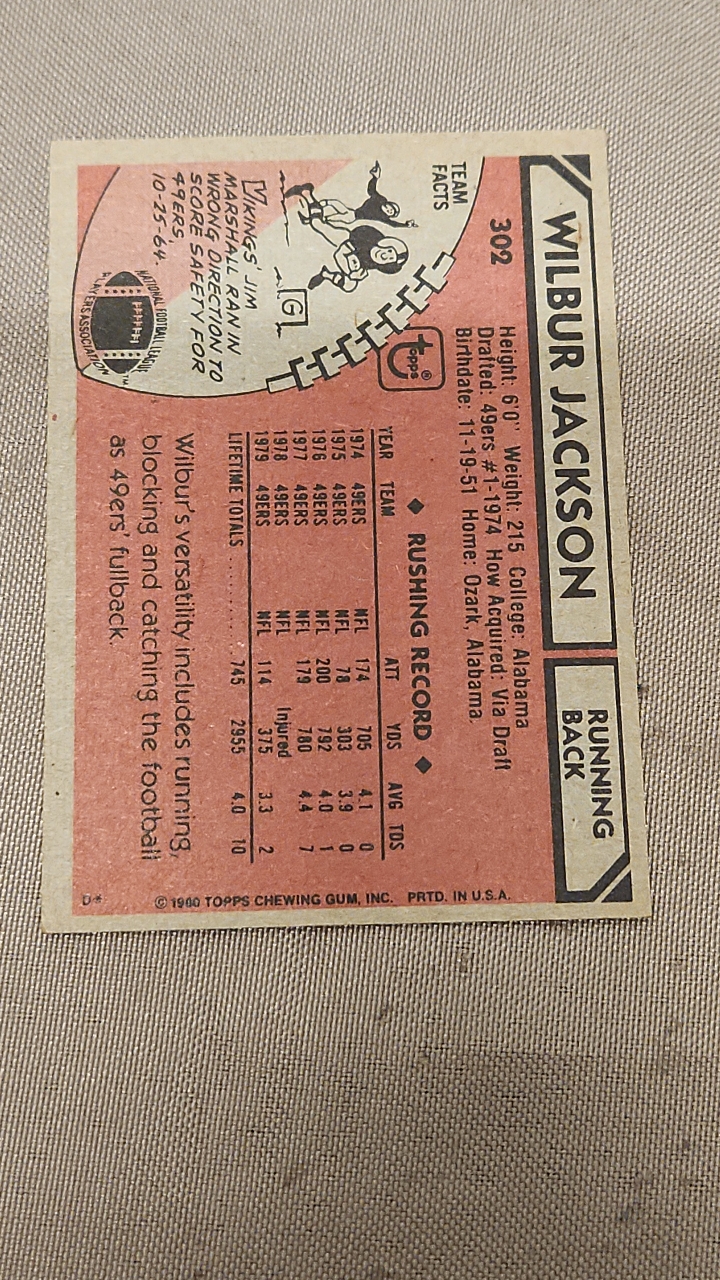 WILBUR JACKSON
RUNNING
BACK
302
Height: 6'0" Weight: 215 College: Alabama
Drafted: 49ers #1-1974 How Acquired: Via Draft
Birthdate: 11-19-51 Home: Ozark, Alabama
TEAM
FACTS
topps®
G
VIKINGS' JIM
MARSHALL RAN IN
WRONG DIRECTION TO
SCORE SAFETY FOR
49ERS,
10-25-64.
NATIONAL FOOTBALL LEAGUE
PLAYERS ASSOCIATION
TM
◆ RUSHING RECORD ◆
YEAR TEAM ATT YDS AVG TDS
1974 49ERS NFL 174 705 4.1 0
1975 49ERS NFL 78 303 3.9 0
1976 49ERS NFL 200 792 4.0 1
1977 49ERS NFL 179 780 4.4 7
1978 49ERS NFL Injured
1979 49ERS NFL 114 375 3.3 2
LIFETIME TOTALS .......... 745 2955 4.0 10
Wilbur's versatility includes running,
blocking and catching the football
as 49ers' fullback.
D* © 1980 TOPPS CHEWING GUM, INC. PRTD. IN U.S.A.